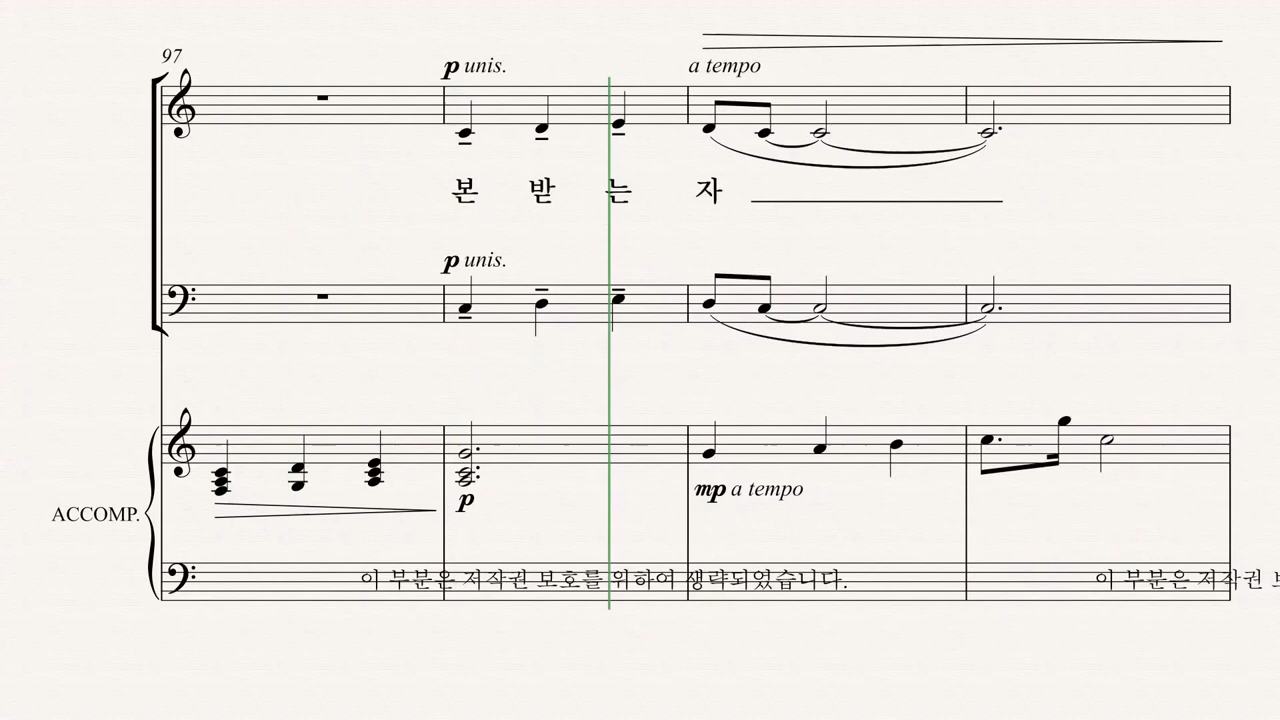 97
p unis.
a tempo
본 받 는 자
p unis.
ACCOMP.
p
mp a tempo
이 부분은 저작권 보호를 위하여 생략되었습니다.
이 부분은 저작권